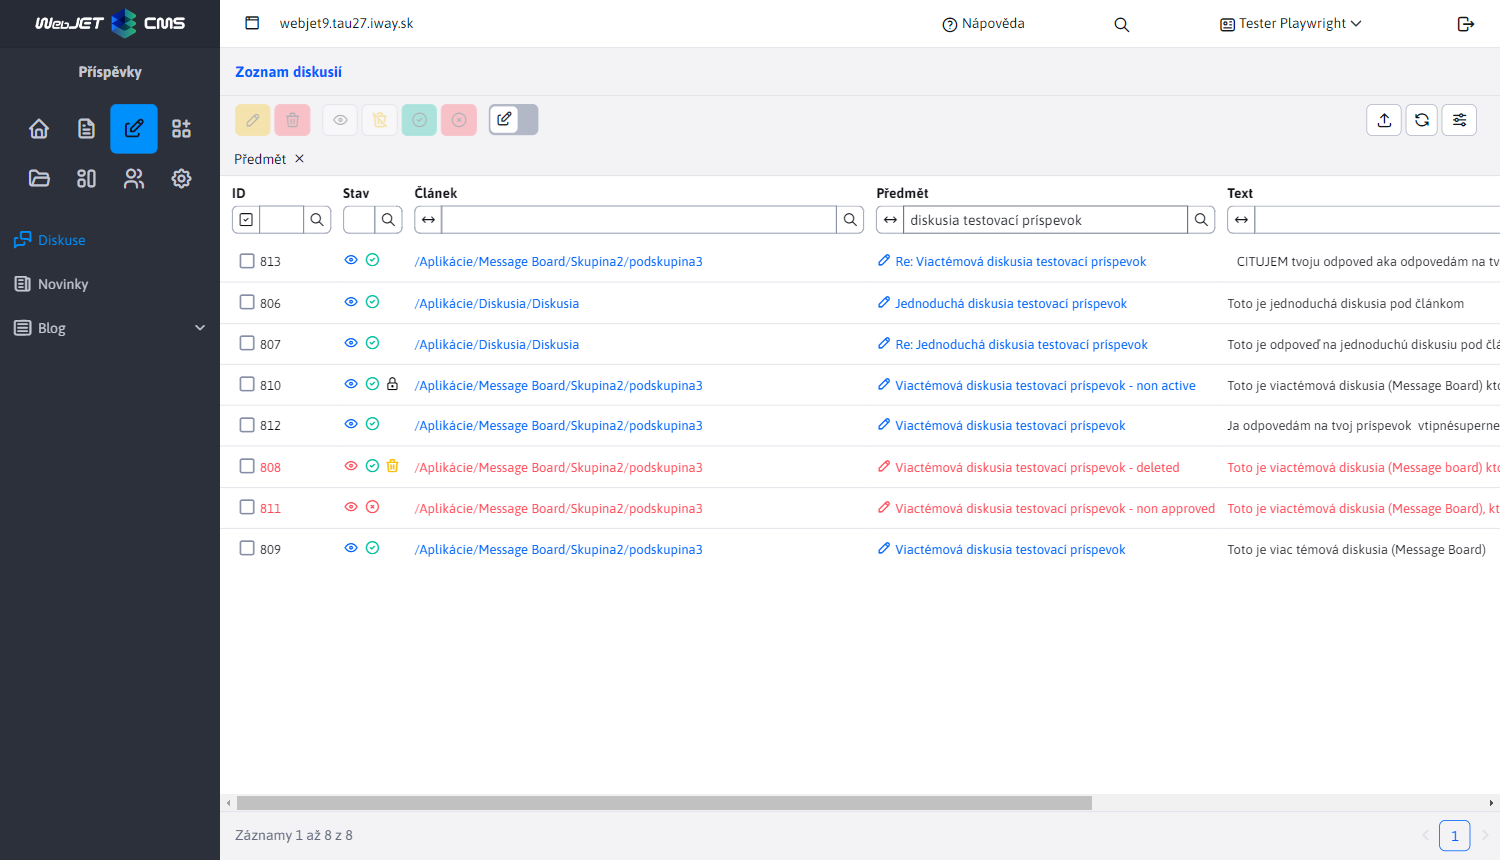 WebJET CMS
webjet9.tau27.iway.sk
Nápověda
Tester Playwright
Příspěvky
Zoznam diskusií
Předmět ×
Diskuse
Novinky
Blog
ID Stav Článek Předmět Text
diskusia testovací príspevok
813 /Aplikácie/Message Board/Skupina2/podskupina3 Re: Viactémová diskusia testovací príspevok CITUJEM tvoju odpoved aka odpovedám na tv
806 /Aplikácie/Diskusia/Diskusia Jednoduchá diskusia testovací príspevok Toto je jednoduchá diskusia pod článkom
807 /Aplikácie/Diskusia/Diskusia Re: Jednoduchá diskusia testovací príspevok Toto je odpoveď na jednoduchú diskusiu pod člá
810 /Aplikácie/Message Board/Skupina2/podskupina3 Viactémová diskusia testovací príspevok - non active Toto je viactémová diskusia (Message Board) kto
812 /Aplikácie/Message Board/Skupina2/podskupina3 Viactémová diskusia testovací príspevok Ja odpovedám na tvoj príspevok vtipnésuperne
808 /Aplikácie/Message Board/Skupina2/podskupina3 Viactémová diskusia testovací príspevok - deleted Toto je viactémová diskusia (Message board) kto
811 /Aplikácie/Message Board/Skupina2/podskupina3 Viactémová diskusia testovací príspevok - non approved Toto je viactémová diskusia (Message Board), kt
809 /Aplikácie/Message Board/Skupina2/podskupina3 Viactémová diskusia testovací príspevok Toto je viac témová diskusia (Message Board)
Záznamy 1 až 8 z 8
1